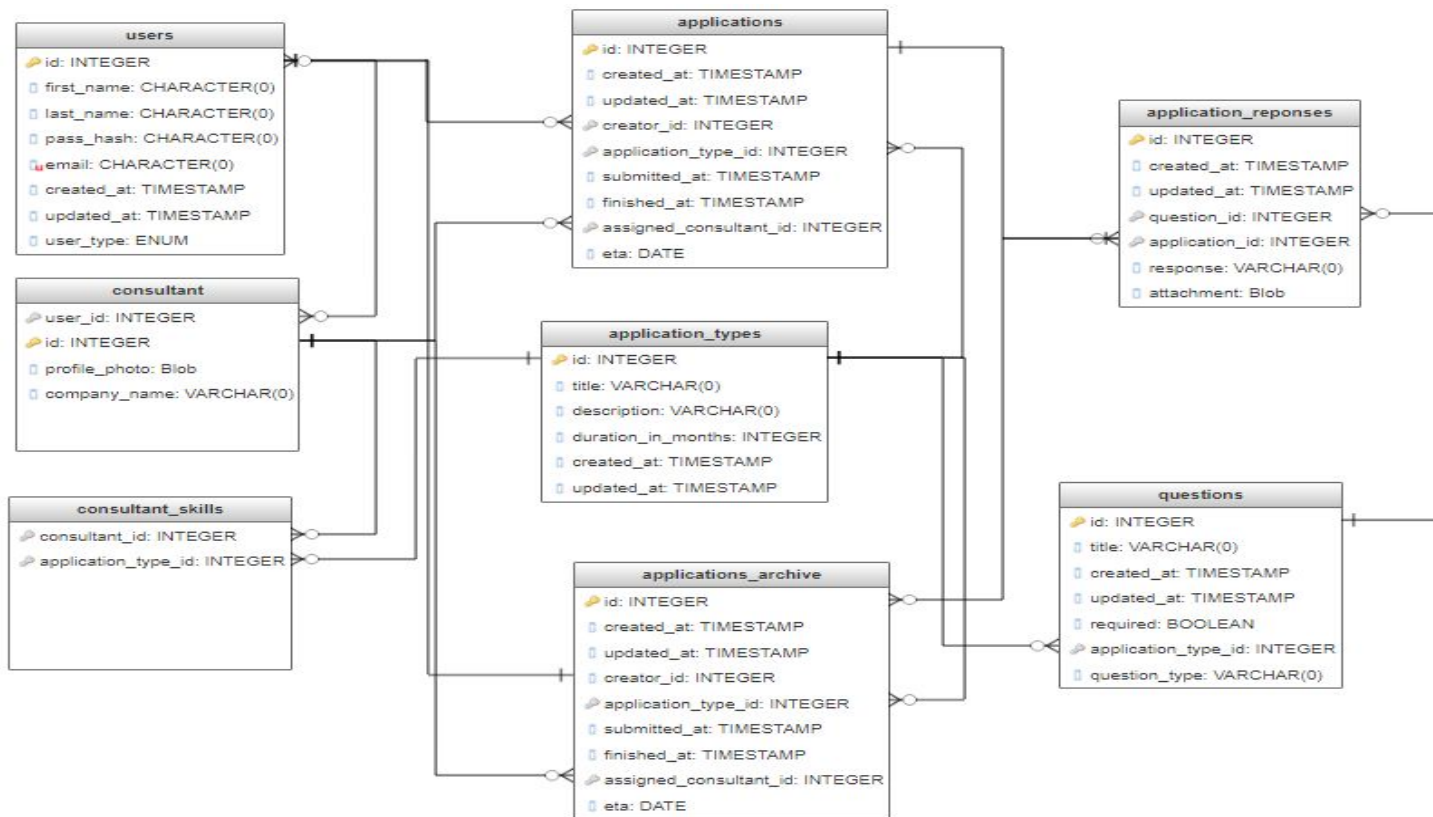 users
id: INTEGER
first_name: CHARACTER(0)
last_name: CHARACTER(0)
pass_hash: CHARACTER(0)
email: CHARACTER(0)
created_at: TIMESTAMP
updated_at: TIMESTAMP
user_type: ENUM
consultant
user_id: INTEGER
id: INTEGER
profile_photo: Blob
company_name: VARCHAR(0)
consultant_skills
consultant_id: INTEGER
application_type_id: INTEGER
applications
id: INTEGER
created_at: TIMESTAMP
updated_at: TIMESTAMP
creator_id: INTEGER
application_type_id: INTEGER
submitted_at: TIMESTAMP
finished_at: TIMESTAMP
assigned_consultant_id: INTEGER
eta: DATE
application_types
id: INTEGER
title: VARCHAR(0)
description: VARCHAR(0)
duration_in_months: INTEGER
created_at: TIMESTAMP
updated_at: TIMESTAMP
applications_archive
id: INTEGER
created_at: TIMESTAMP
updated_at: TIMESTAMP
creator_id: INTEGER
application_type_id: INTEGER
submitted_at: TIMESTAMP
finished_at: TIMESTAMP
assigned_consultant_id: INTEGER
eta: DATE
application_reponses
id: INTEGER
created_at: TIMESTAMP
updated_at: TIMESTAMP
question_id: INTEGER
application_id: INTEGER
response: VARCHAR(0)
attachment: Blob
questions
id: INTEGER
title: VARCHAR(0)
created_at: TIMESTAMP
updated_at: TIMESTAMP
required: BOOLEAN
application_type_id: INTEGER
question_type: VARCHAR(0)